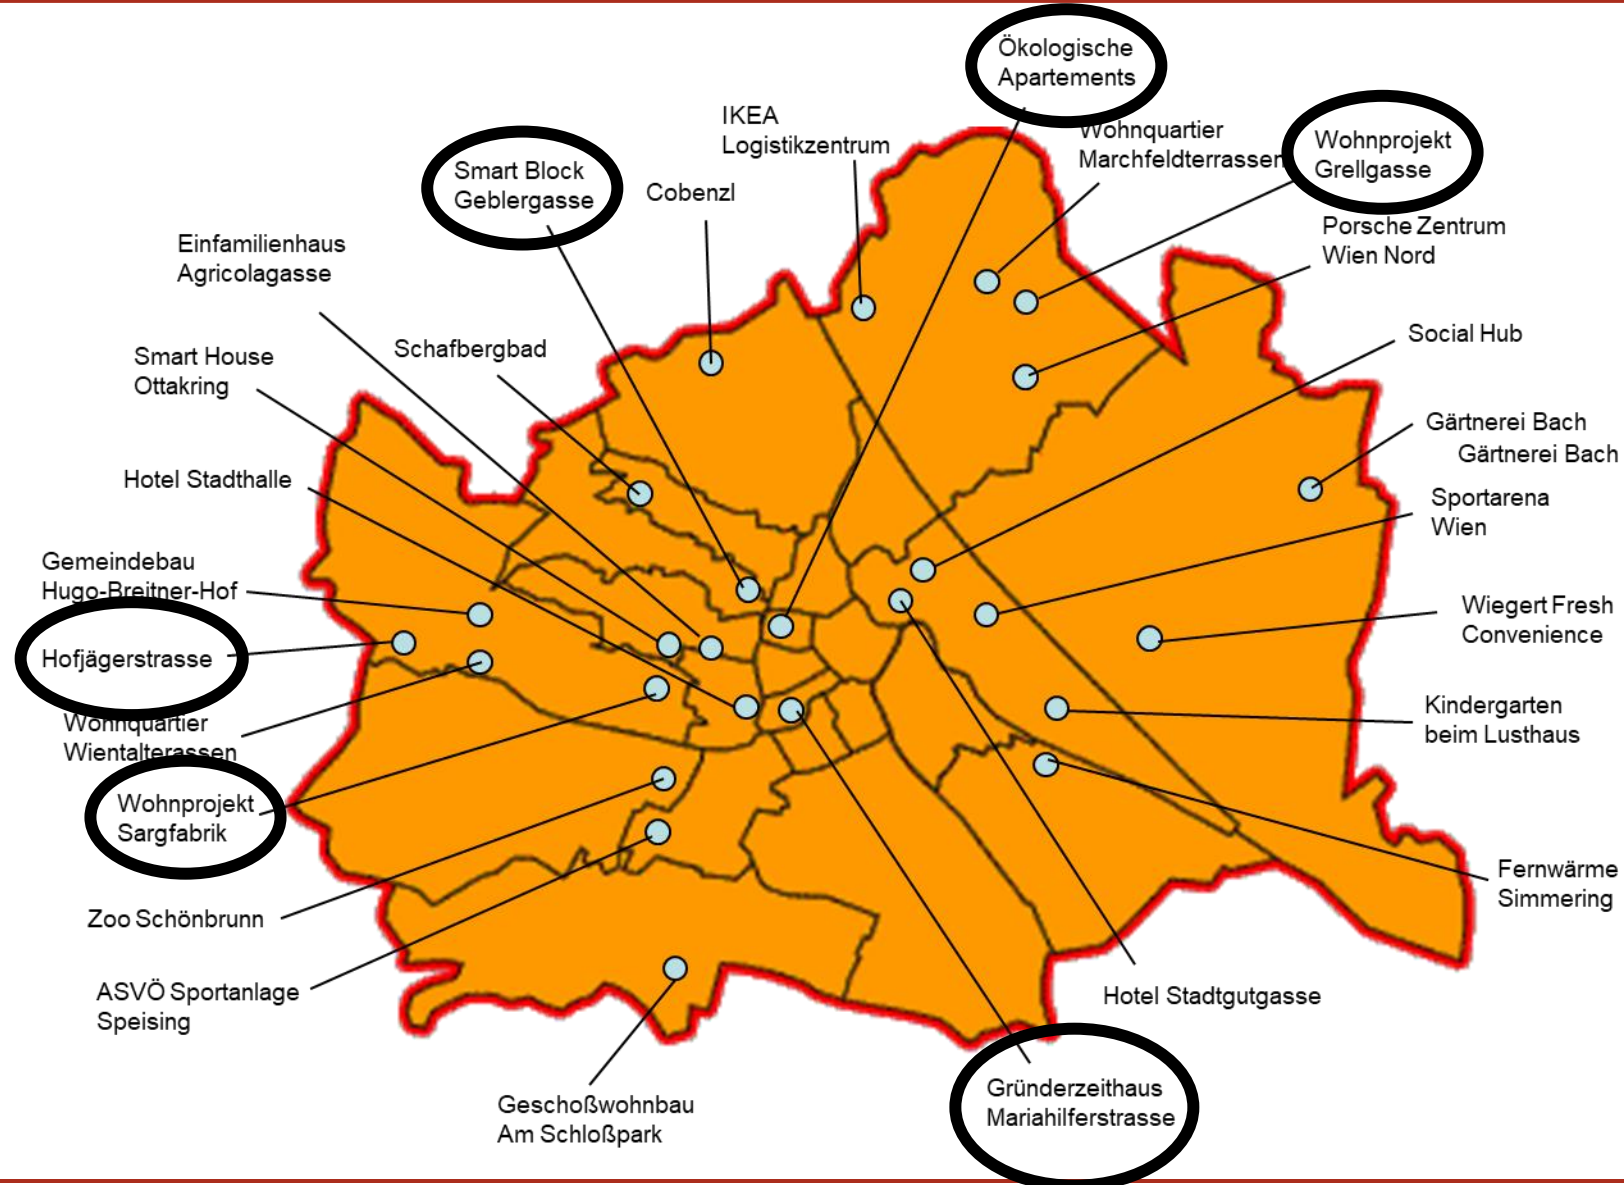 Ökologische
Apartements
IKEA
Logistikzentrum
Wohnquartier
Marchfeldterrassen
Wohnprojekt
Grellgasse
Smart Block
Geblergasse
Cobenzl
Porsche Zentrum
Wien Nord
Einfamilienhaus
Agricolagasse
Social Hub
Schafbergbad
Smart House
Ottakring
Gärtnerei Bach
Gärtnerei Bach
Hotel Stadthalle
Sportarena
Wien
Gemeindebau
Hugo-Breitner-Hof
Wiegert Fresh
Convenience
Hofjägerstrasse
Wohnquartier
Wientalterassen
Kindergarten
beim Lusthaus
Wohnprojekt
Sargfabrik
Fernwärme
Simmering
Zoo Schönbrunn
ASVÖ Sportanlage
Speising
Hotel Stadtgutgasse
Geschoßwohnbau
Am Schloßpark
Gründerzeithaus
Mariahilferstrasse